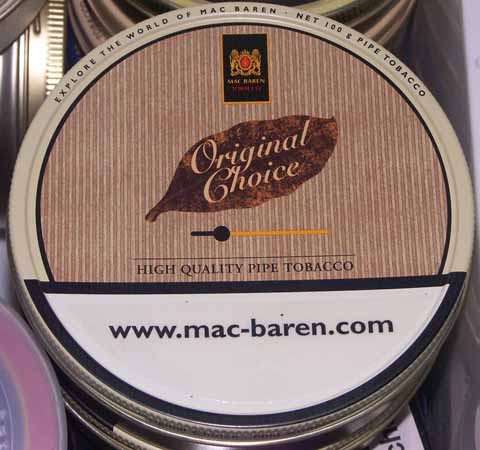 EXPLORE THE WORLD OF MAC BAREN · NET 100 g PIPE TOBACCO
MAC BAREN
Original
Choice
HIGH QUALITY PIPE TOBACCO
www.mac-baren.com